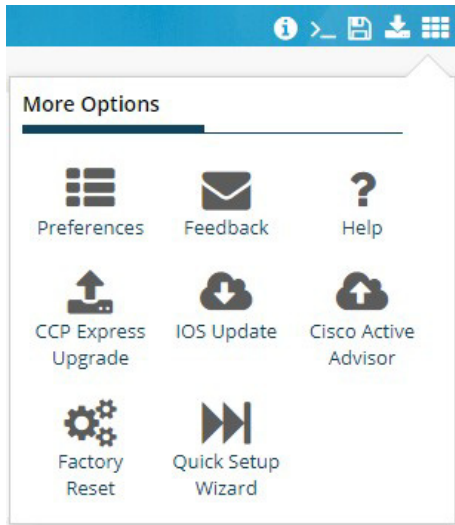 More Options
Preferences
Feedback
Help
CCP Express
Upgrade
IOS Update
Cisco Active
Advisor
Factory
Reset
Quick Setup
Wizard